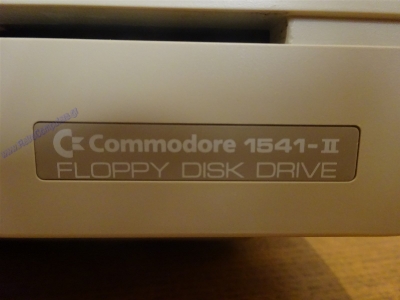 Commodore 1541-II
FLOPPY DISK DRIVE